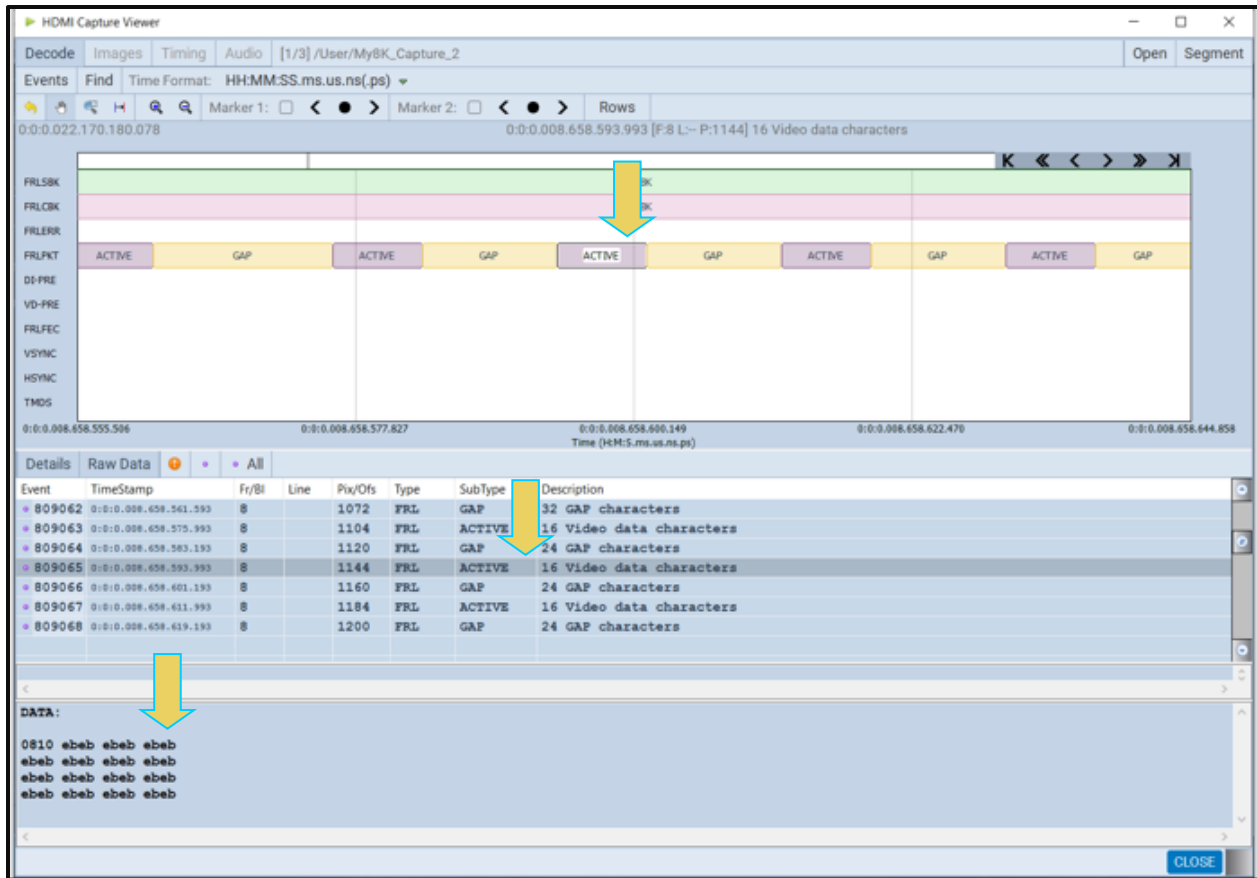 HDMI Capture Viewer
Decode Images Timing Audio [1/3] /User/My8K_Capture_2 Open Segment
Events Find Time Format: HH:MM:SS.ms.us.ns(.ps)
Marker 1: Marker 2: Rows
0:0:0.022.170.180.078 0:0:0.008.658.593.993 [F:8 L:-- P:1144] 16 Video data characters
FRLSBK BK
FRLCBK BK
FRLERR
FRLPKT ACTIVE GAP ACTIVE GAP ACTIVE GAP ACTIVE GAP ACTIVE GAP
DI-PRE
VD-PRE
FRLFEC
VSYNC
HSYNC
TMDS
0:0:0.008.658.555.506 0:0:0.008.658.577.827 0:0:0.008.658.600.149 0:0:0.008.658.622.470 0:0:0.008.658.644.858
Time (H:M:S.ms.us.ns.ps)
Details Raw Data All
Event TimeStamp Fr/Bl Line Pix/Ofs Type SubType Description
809062 0:0:0.008.658.561.593 8 1072 FRL GAP 32 GAP characters
809063 0:0:0.008.658.575.993 8 1104 FRL ACTIVE 16 Video data characters
809064 0:0:0.008.658.583.193 8 1120 FRL GAP 24 GAP characters
809065 0:0:0.008.658.593.993 8 1144 FRL ACTIVE 16 Video data characters
809066 0:0:0.008.658.601.193 8 1160 FRL GAP 24 GAP characters
809067 0:0:0.008.658.611.993 8 1184 FRL ACTIVE 16 Video data characters
809068 0:0:0.008.658.619.193 8 1200 FRL GAP 24 GAP characters
DATA:
0810 ebeb ebeb ebeb
ebeb ebeb ebeb ebeb
ebeb ebeb ebeb ebeb
ebeb ebeb ebeb ebeb
CLOSE